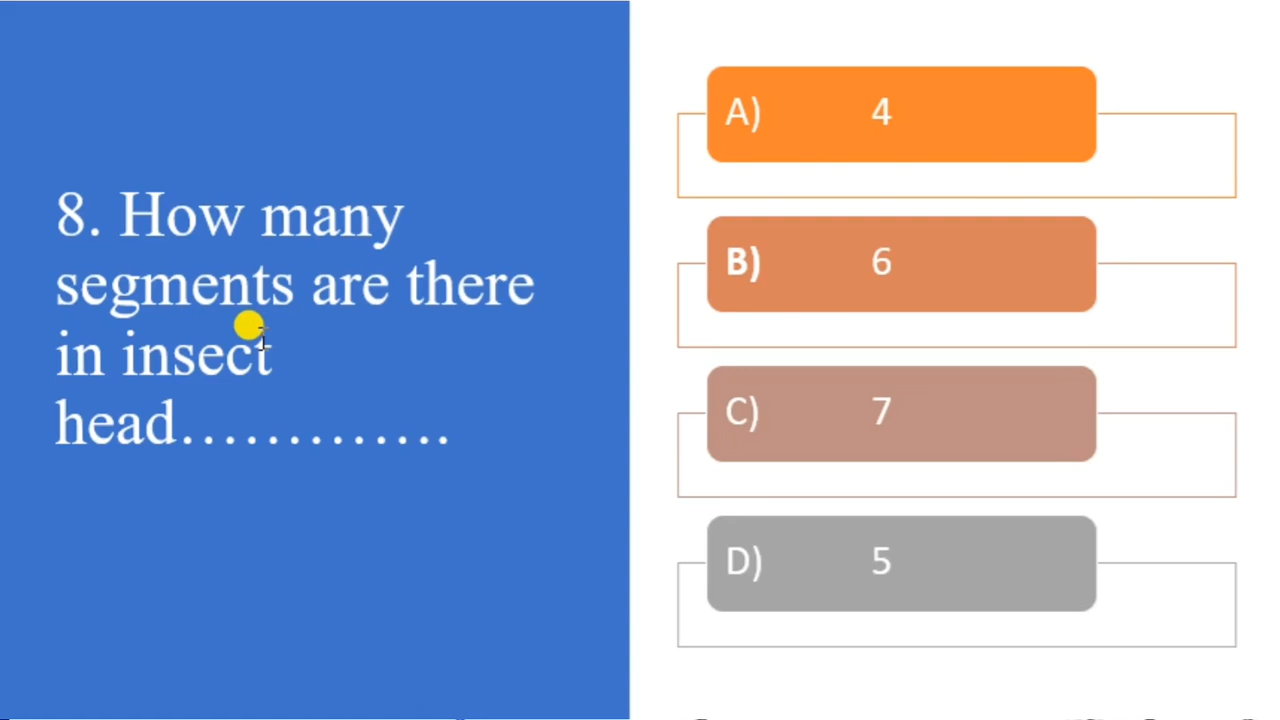 8. How many
segments are there
in insect
head………….
A) 4
B) 6
C) 7
D) 5